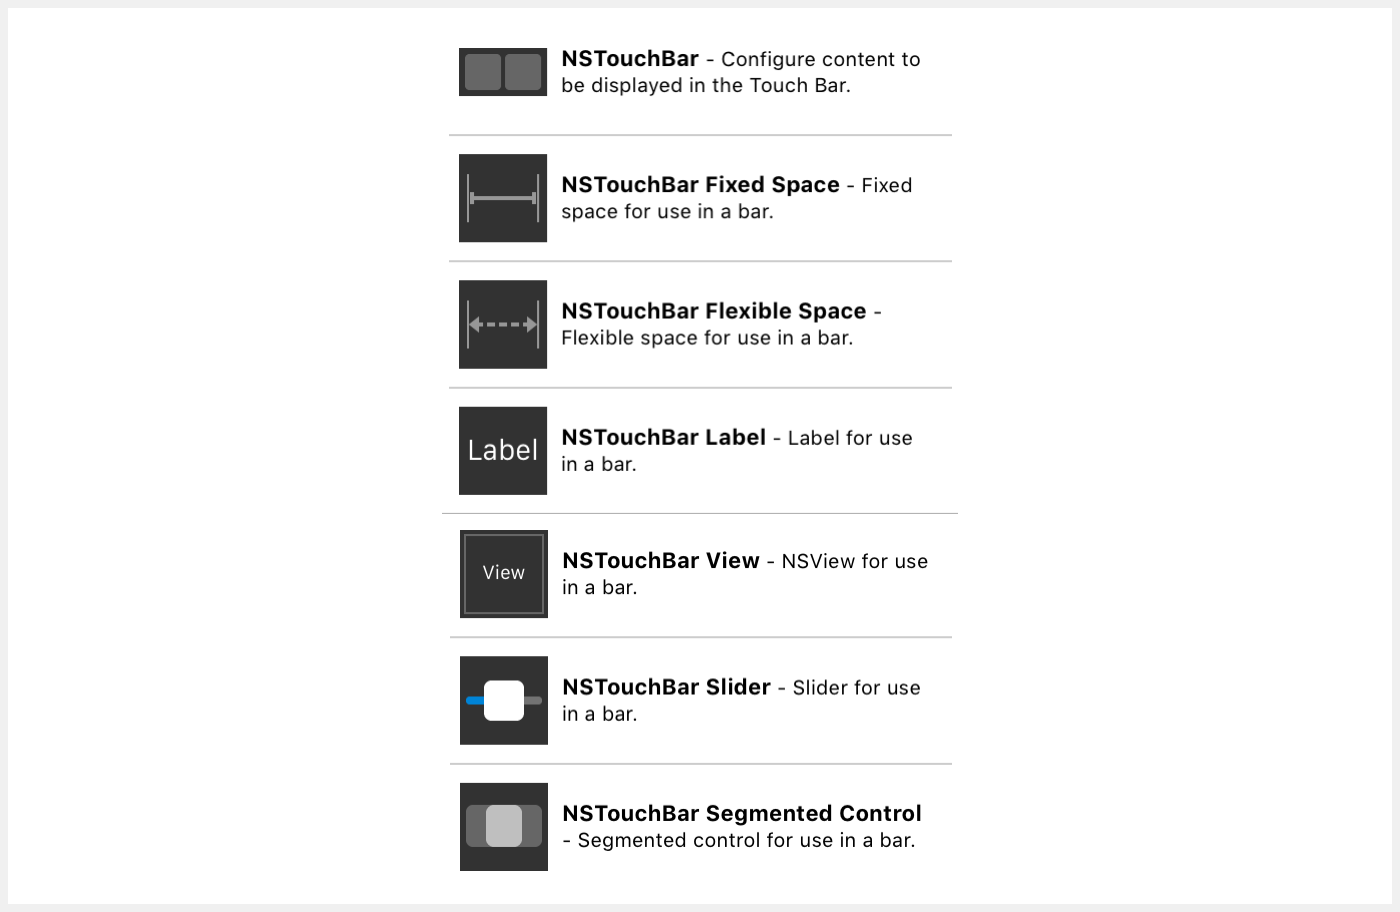 NSTouchBar - Configure content to
be displayed in the Touch Bar.
NSTouchBar Fixed Space - Fixed
space for use in a bar.
NSTouchBar Flexible Space -
Flexible space for use in a bar.
Label
NSTouchBar Label - Label for use
in a bar.
View
NSTouchBar View - NSView for use
in a bar.
NSTouchBar Slider - Slider for use
in a bar.
NSTouchBar Segmented Control
- Segmented control for use in a bar.